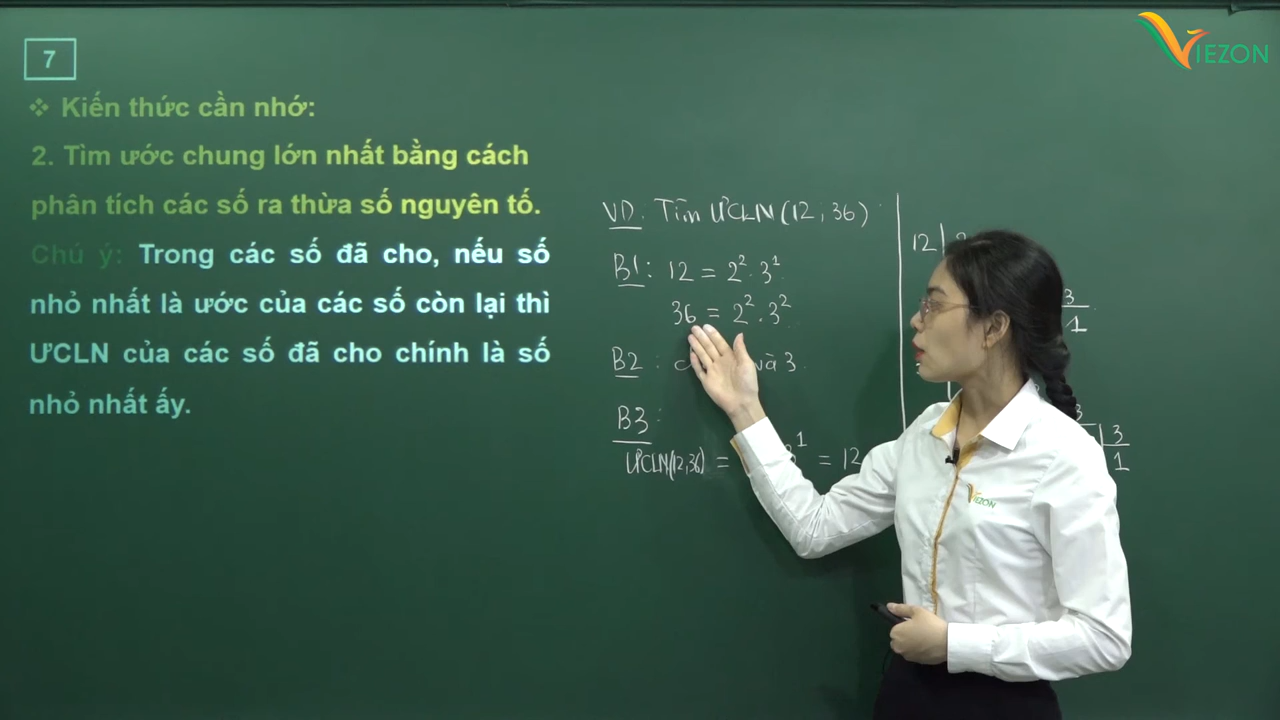 7
❖ Kiến thức cần nhớ:
2. Tìm ước chung lớn nhất bằng cách
phân tích các số ra thừa số nguyên tố.
Chú ý: Trong các số đã cho, nếu số
nhỏ nhất là ước của các số còn lại thì
ƯCLN của các số đã cho chính là số
nhỏ nhất ấy.
VIEZON
VD: Tìm ƯCLN(12, 36)
B1: 12 = 2². 3¹
36 = 2². 3²
B2: và 3.
B3:
ƯCLN(12,36) = ¹ = 12
12
3
1
3
3
1
VIEZON